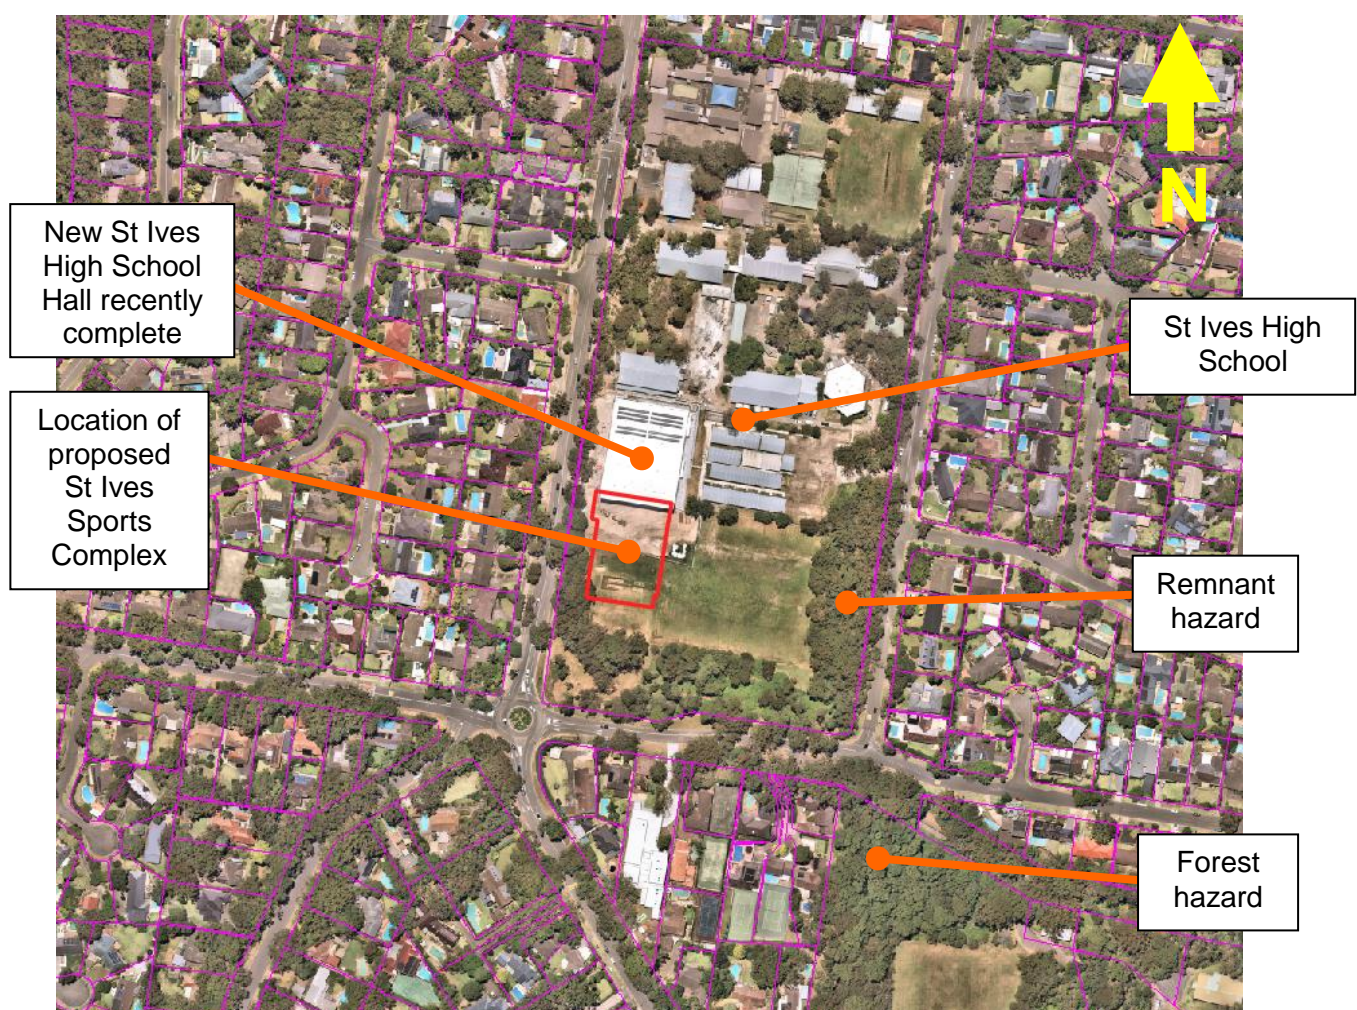 N
New St Ives
High School
Hall recently
complete
St Ives High
School
Location of
proposed
St Ives
Sports
Complex
Remnant
hazard
Forest
hazard